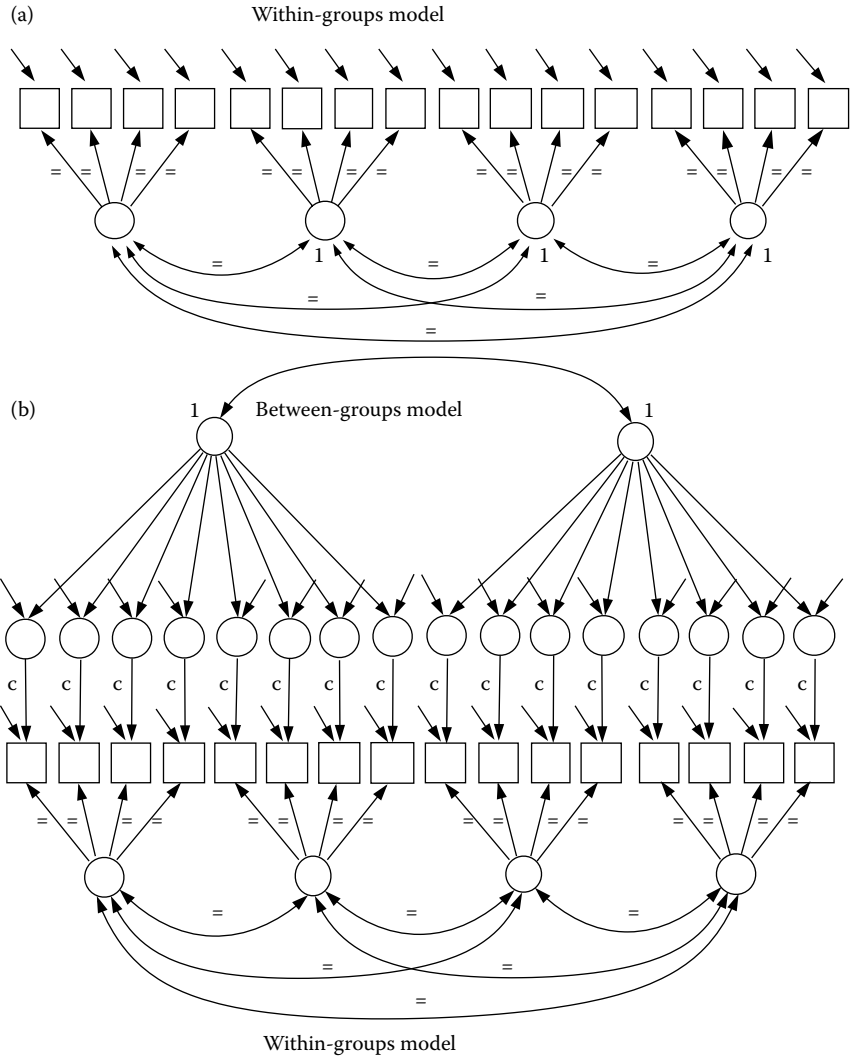 (a) Within-groups model
= = = = = = = = = = = = = = = =
1 1 1
= = =
= =
=
(b) 1 Between-groups model 1
c c c c c c c c c c c c c c c c
= = = = = = = = = = = = = = = =
= = =
= =
=
Within-groups model